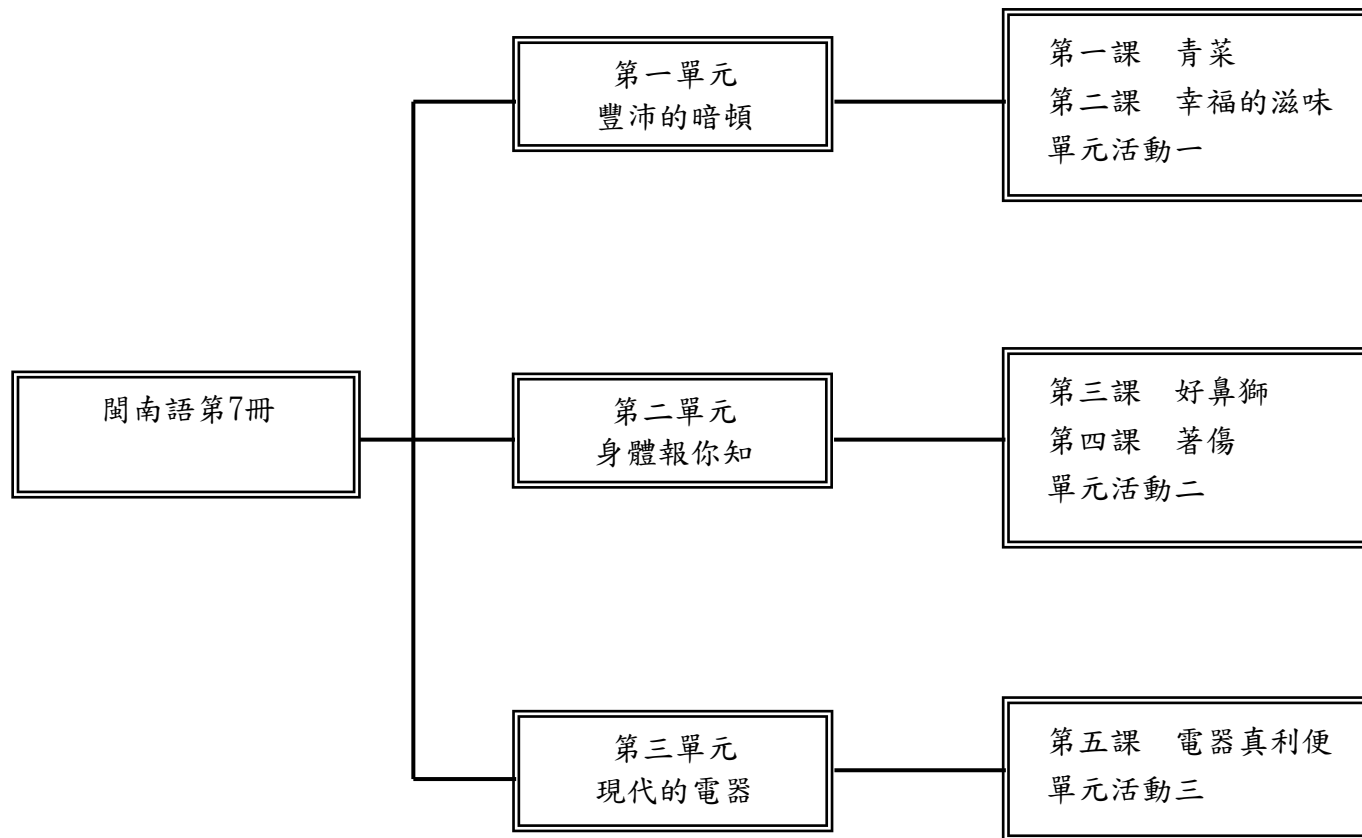 閩南語第7冊
第一單元
豐沛的暗頓
第一課　青菜
第二課　幸福的滋味
單元活動一
第二單元
身體報你知
第三課　好鼻獅
第四課　著傷
單元活動二
第三單元
現代的電器
第五課　電器真利便
單元活動三